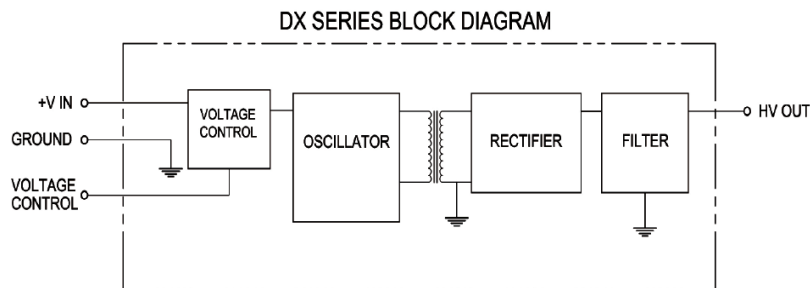 DX SERIES BLOCK DIAGRAM
+V IN
GROUND
VOLTAGE
CONTROL
VOLTAGE
CONTROL
OSCILLATOR
RECTIFIER
FILTER
HV OUT